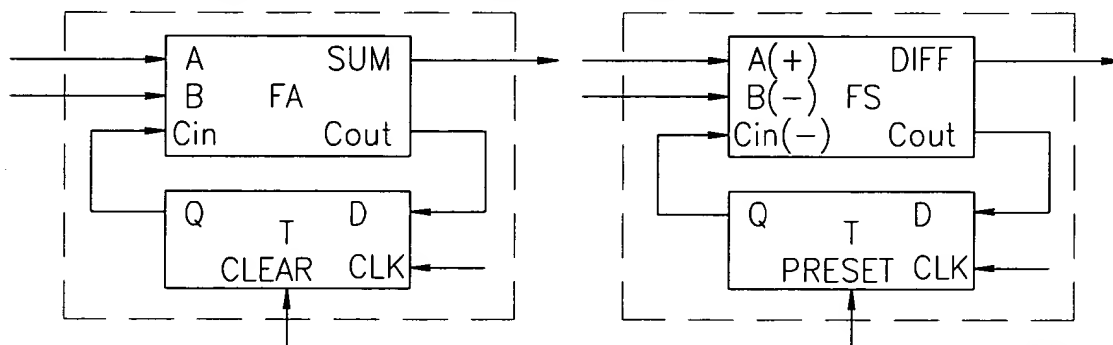 A SUM
B FA
Cin Cout
Q D
T
CLEAR CLK
A(+) DIFF
B(-) FS
Cin(-) Cout
Q D
T
PRESET CLK